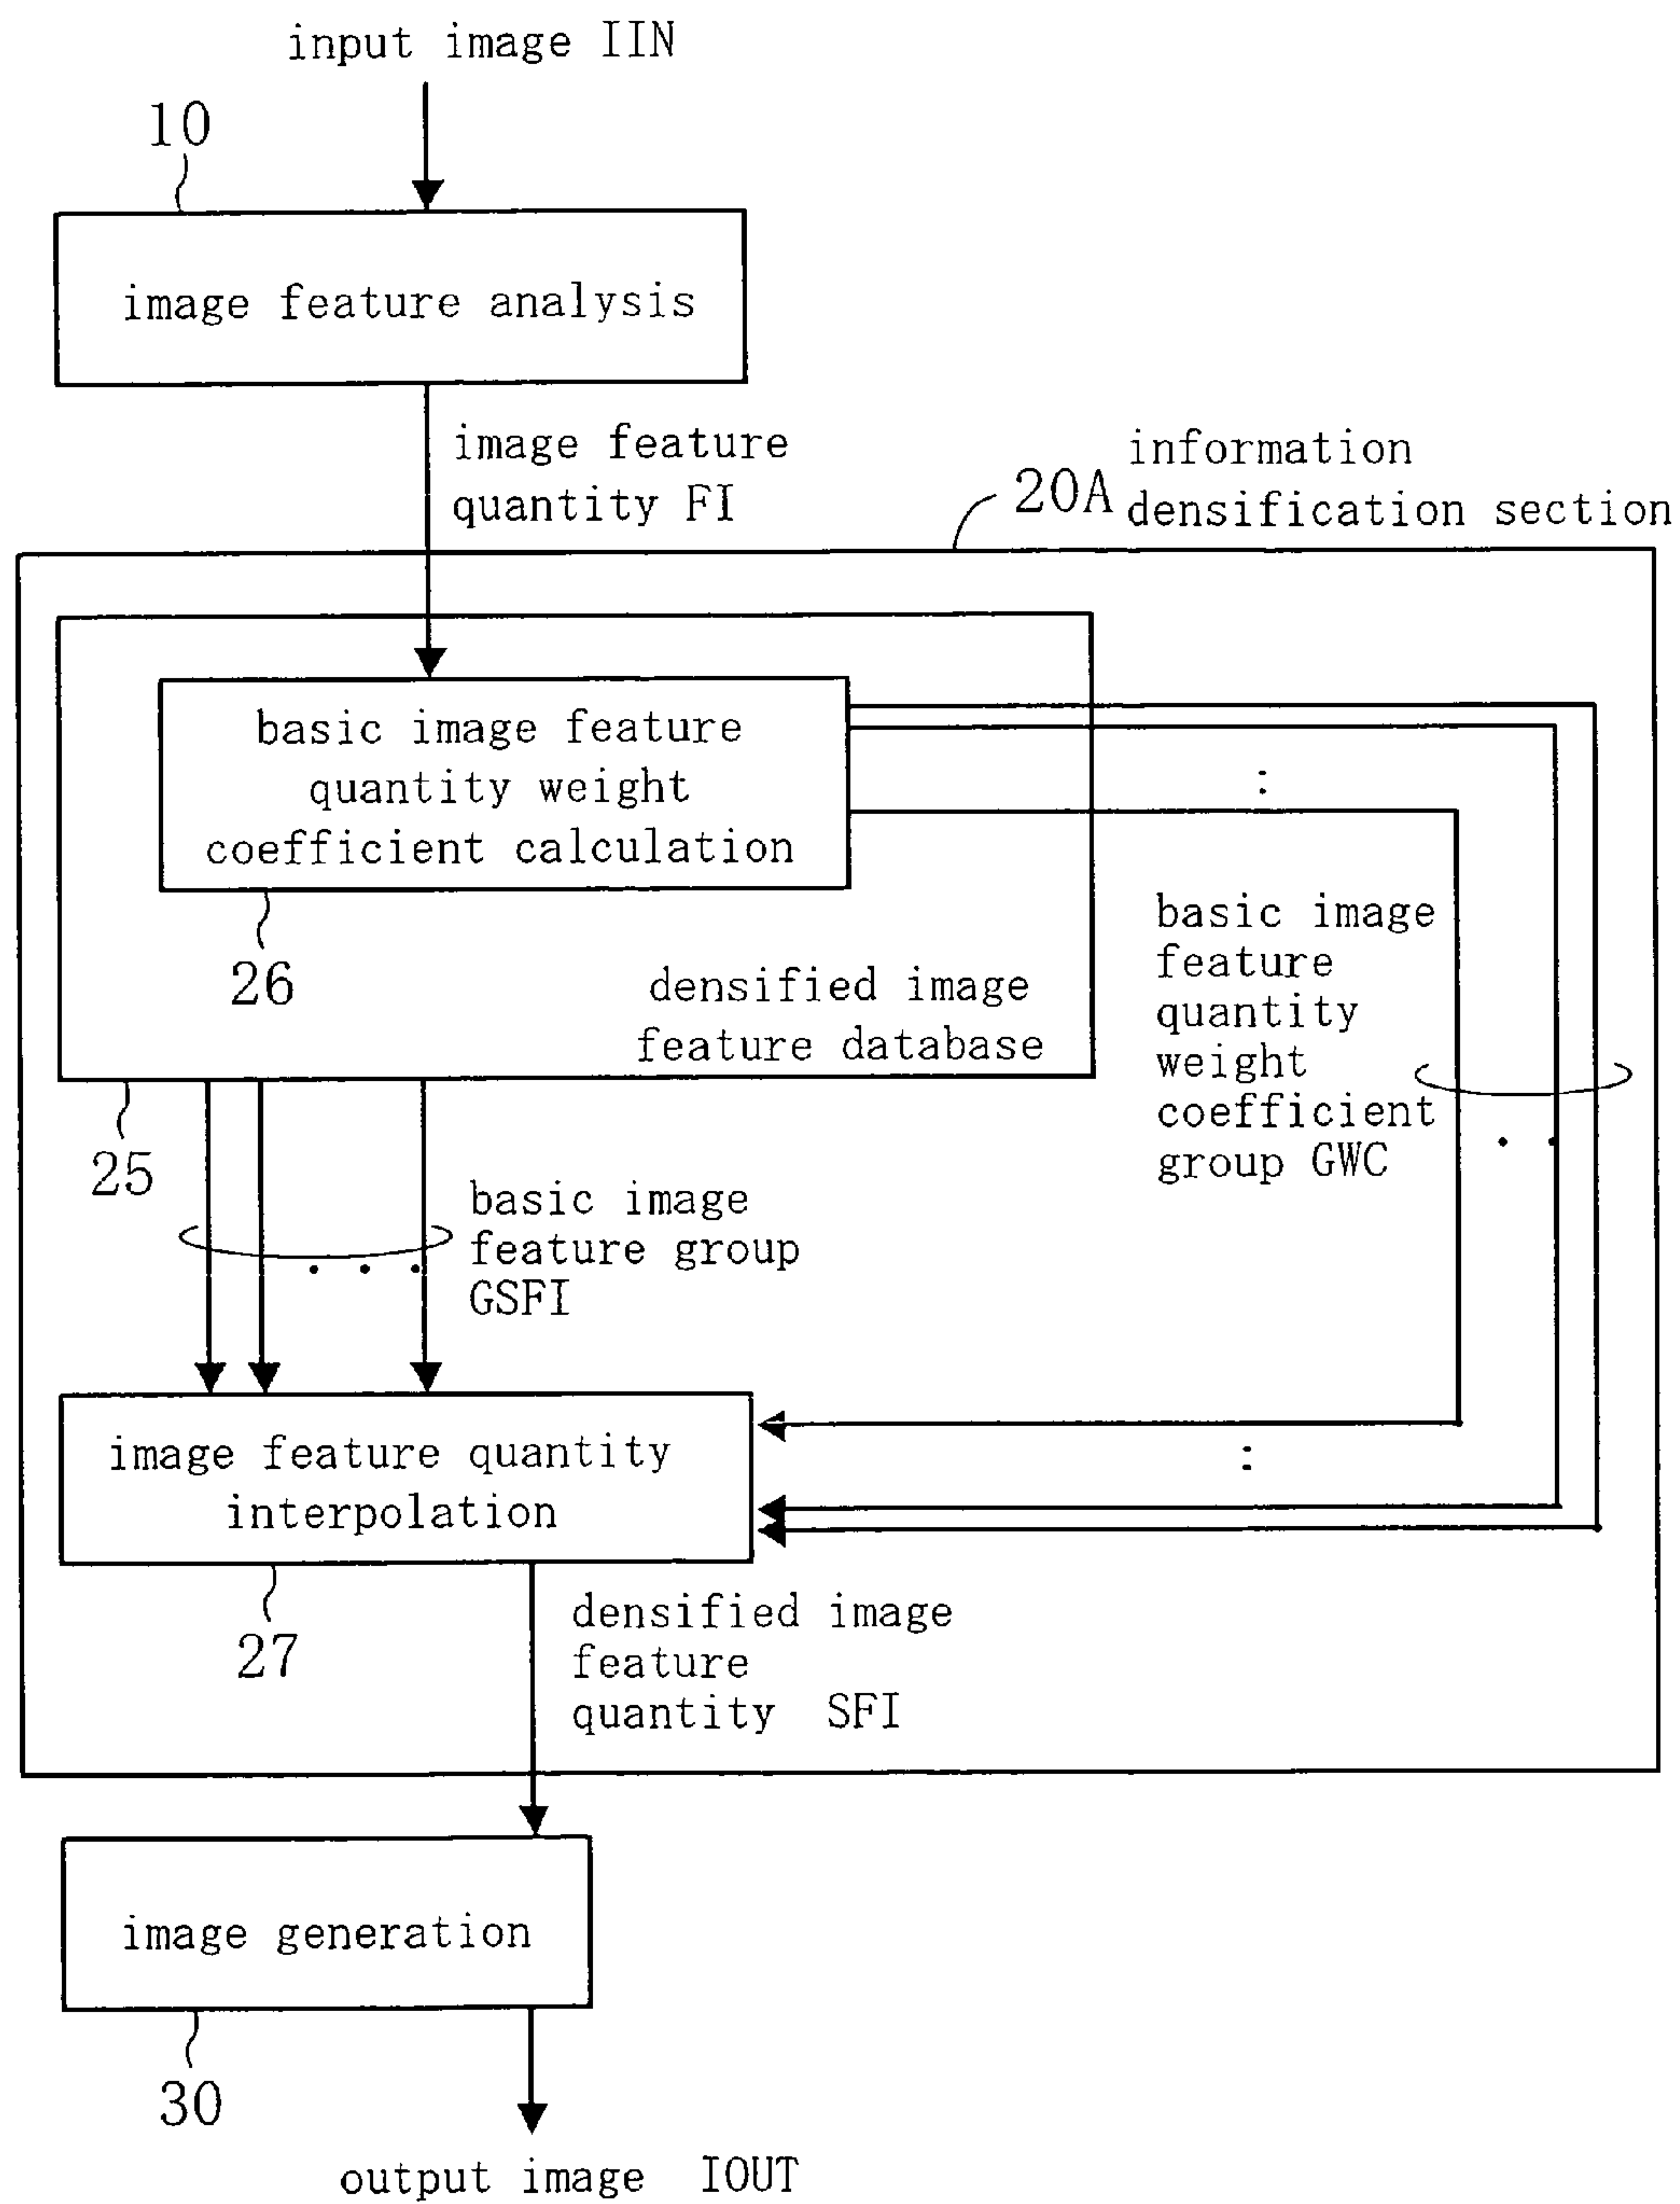 input image IIN
10
image feature analysis
image feature
quantity FI
20A
information
densification section
basic image feature
quantity weight
coefficient calculation
26
densified image
feature database
25
basic image
feature
quantity
weight
coefficient
group GWC
basic image
feature group
GSFI
image feature quantity
interpolation
27
densified image
feature
quantity SFI
image generation
30
output image IOUT